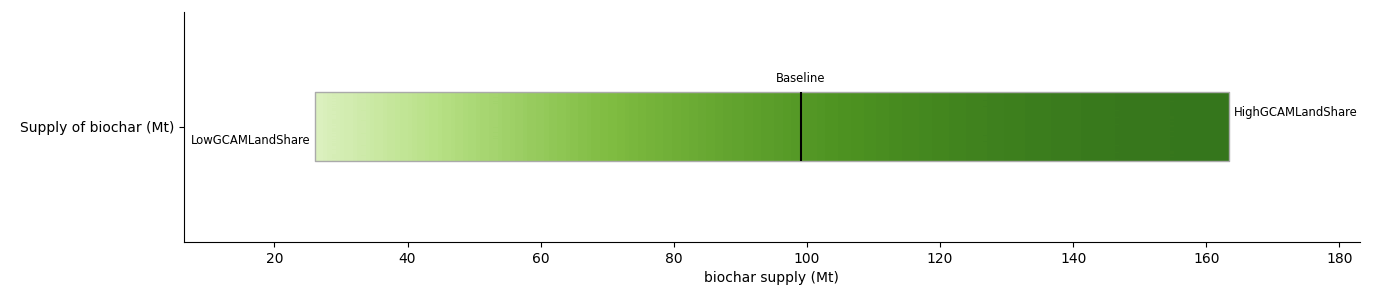 Baseline
HighGCAMLandShare
Supply of biochar (Mt)
LowGCAMLandShare
20 40 60 80 100 120 140 160 180
biochar supply (Mt)